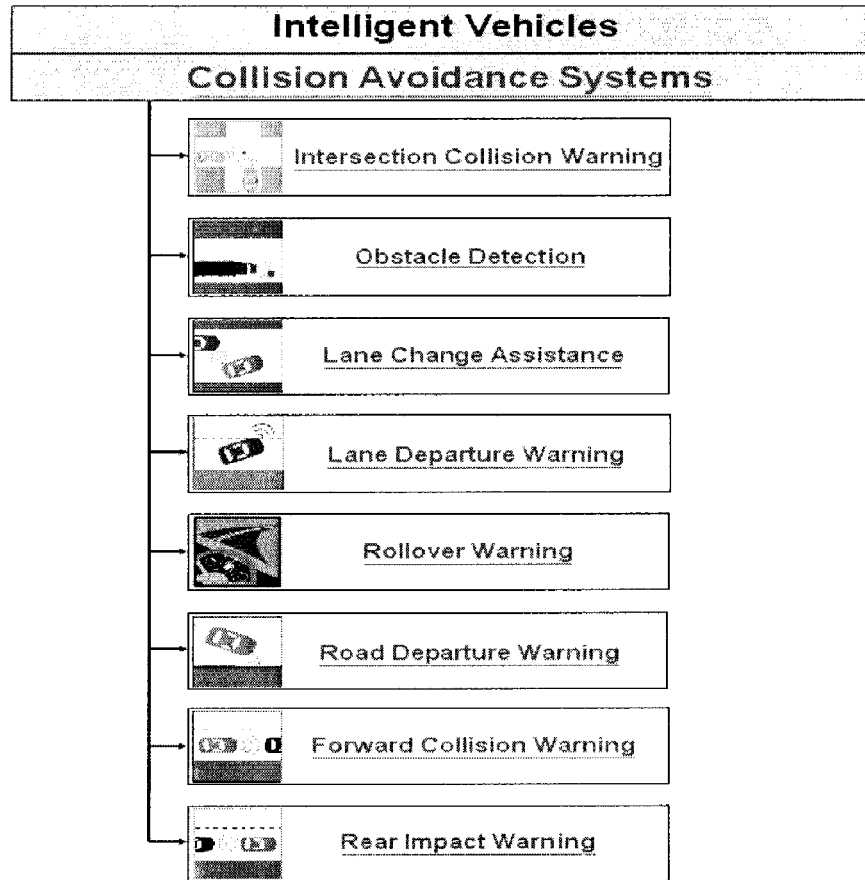 Intelligent Vehicles
Collision Avoidance Systems
Intersection Collision Warning
Obstacle Detection
Lane Change Assistance
Lane Departure Warning
Rollover Warning
Road Departure Warning
Forward Collision Warning
Rear Impact Warning